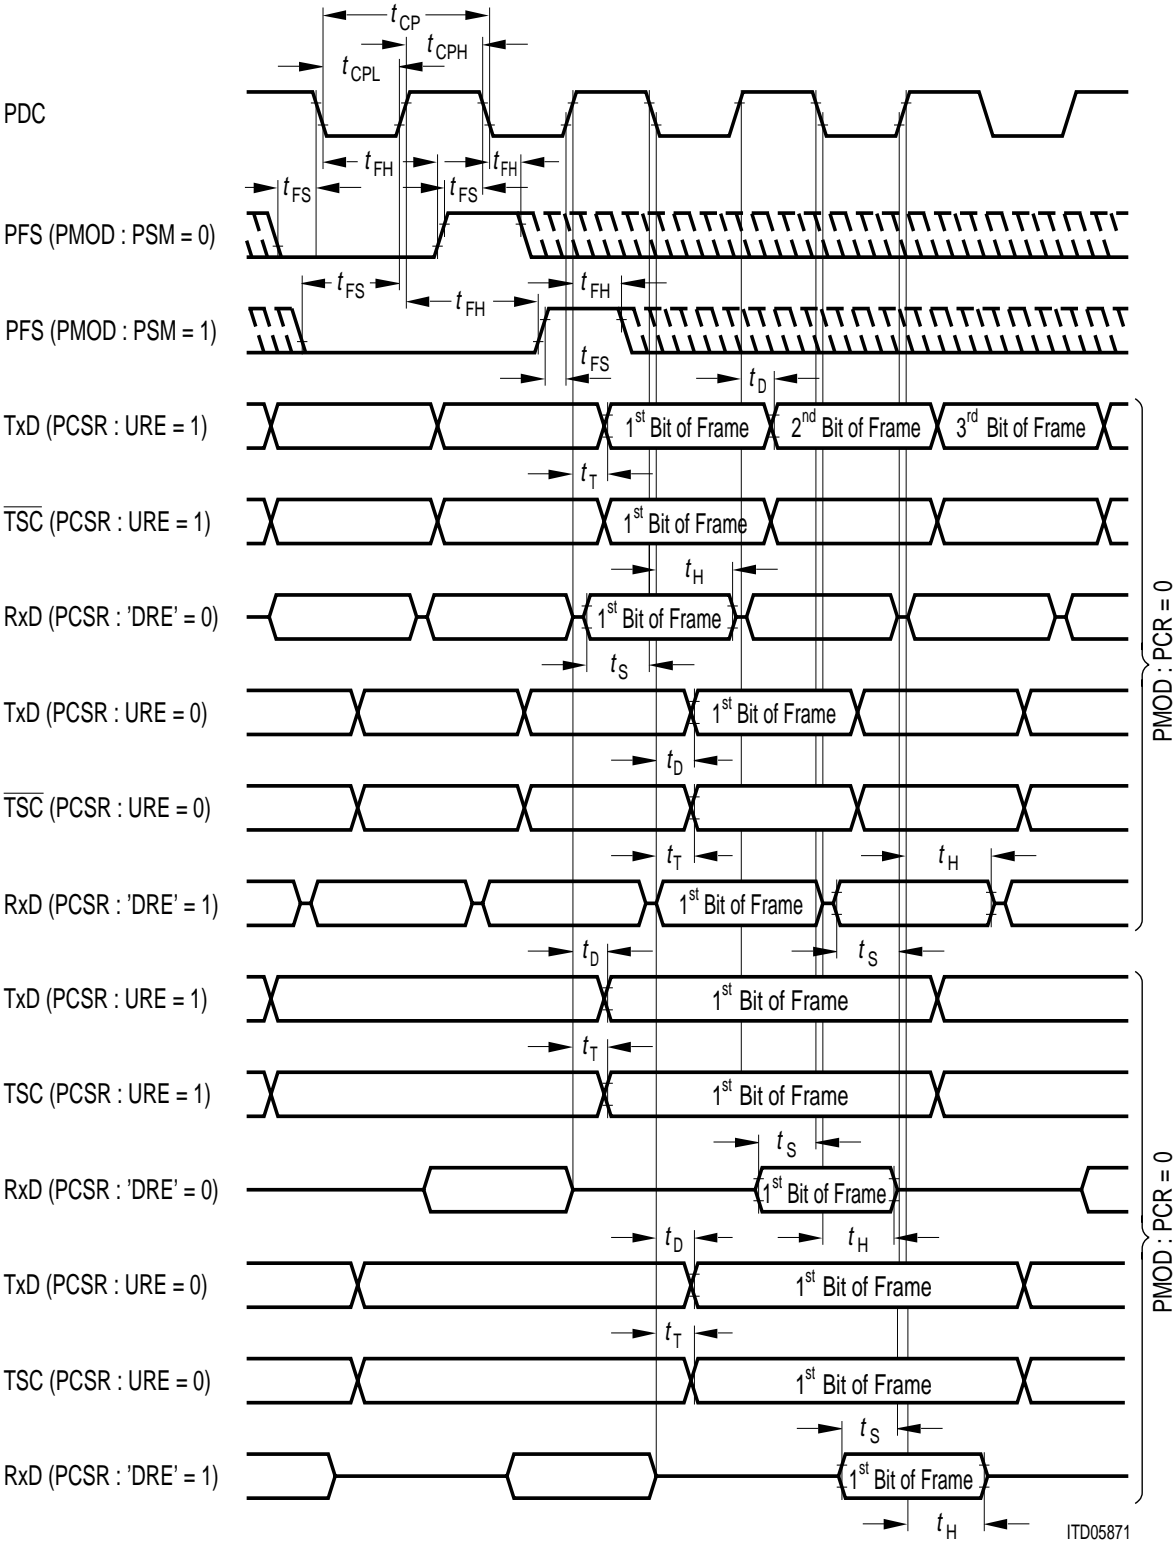 tCP
tCPH
tCPL
PDC
tFH tFH
tFS tFS
PFS (PMOD : PSM = 0)
tFS tFH
tFH
PFS (PMOD : PSM = 1)
tFS
tD
TxD (PCSR : URE = 1) 1st Bit of Frame 2nd Bit of Frame 3rd Bit of Frame
tT
TSC (PCSR : URE = 1) 1st Bit of Frame
tH
RxD (PCSR : 'DRE' = 0) 1st Bit of Frame
tS
TxD (PCSR : URE = 0) 1st Bit of Frame
tD
TSC (PCSR : URE = 0)
tT tH
RxD (PCSR : 'DRE' = 1) 1st Bit of Frame
PMOD : PCR = 0
tD tS
TxD (PCSR : URE = 1) 1st Bit of Frame
tT
TSC (PCSR : URE = 1) 1st Bit of Frame
tS
RxD (PCSR : 'DRE' = 0) 1st Bit of Frame
tD tH
TxD (PCSR : URE = 0) 1st Bit of Frame
tT
TSC (PCSR : URE = 0) 1st Bit of Frame
tS
RxD (PCSR : 'DRE' = 1) 1st Bit of Frame
tH
PMOD : PCR = 0
ITD05871